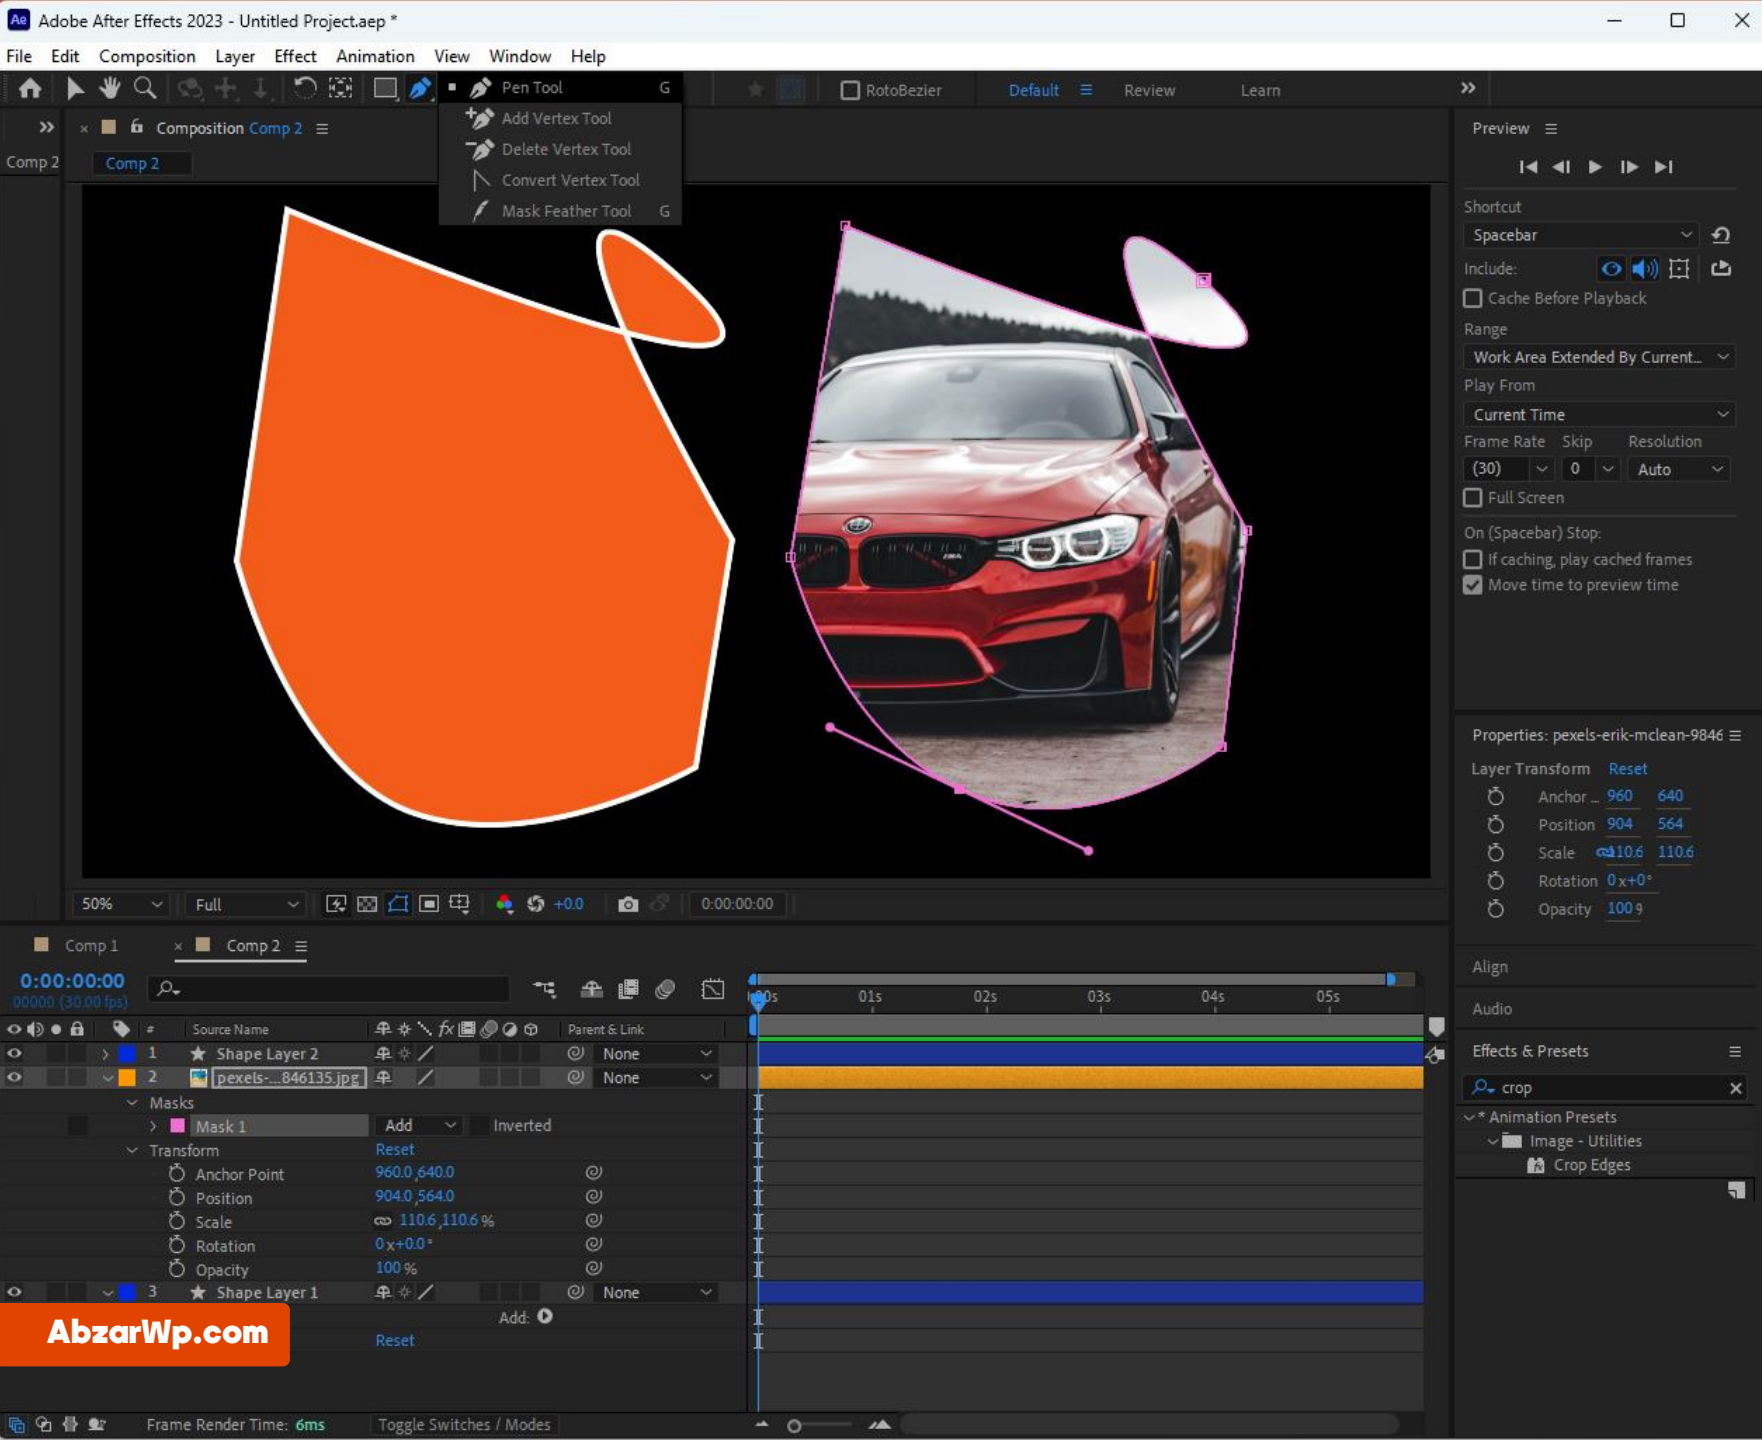 Ae Adobe After Effects 2023 - Untitled Project.aep *
File Edit Composition Layer Effect Animation View Window Help
Pen Tool G
Add Vertex Tool
Delete Vertex Tool
Convert Vertex Tool
Mask Feather Tool G
RotoBezier
Default Review Learn
Composition Comp 2
Comp 2
Comp 2
50% Full +0.0 0:00:00:00
Preview
Shortcut
Spacebar
Include:
Cache Before Playback
Range
Work Area Extended By Current...
Play From
Current Time
Frame Rate Skip Resolution
(30) 0 Auto
Full Screen
On (Spacebar) Stop:
If caching, play cached frames
Move time to preview time
Properties: pexels-erik-mclean-9846
Layer Transform Reset
Anchor ... 960 640
Position 904 564
Scale 110.6 110.6
Rotation 0x+0°
Opacity 100
Align
Audio
Effects & Presets
crop
* Animation Presets
Image - Utilities
Crop Edges
Comp 1 Comp 2
0:00:00:00
00000 (30.00 fps)
01s 02s 03s 04s 05s
# Source Name fx Parent & Link
1 Shape Layer 2 None
2 pexels-...846135.jpg None
Masks
Mask 1 Add Inverted
Transform Reset
Anchor Point 960.0,640.0
Position 904.0,564.0
Scale 110.6,110.6%
Rotation 0x+0.0°
Opacity 100%
3 Shape Layer 1 None
Add:
Reset
AbzarWp.com
Frame Render Time: 6ms Toggle Switches / Modes